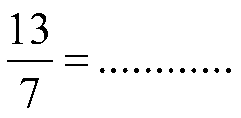 13/7 = ............